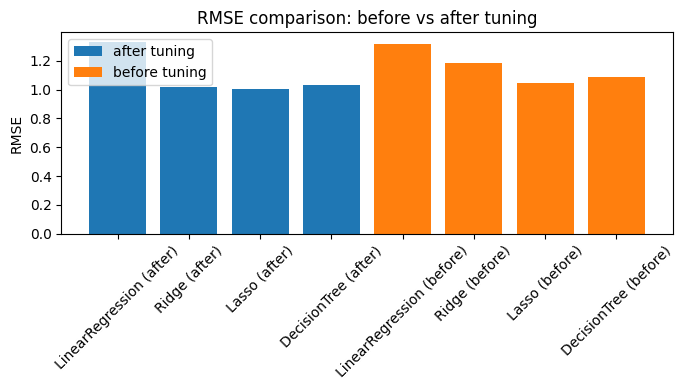 RMSE comparison: before vs after tuning
after tuning
before tuning
RMSE
1.2
1.0
0.8
0.6
0.4
0.2
0.0
LinearRegression (after)
Ridge (after)
Lasso (after)
DecisionTree (after)
LinearRegression (before)
Ridge (before)
Lasso (before)
DecisionTree (before)